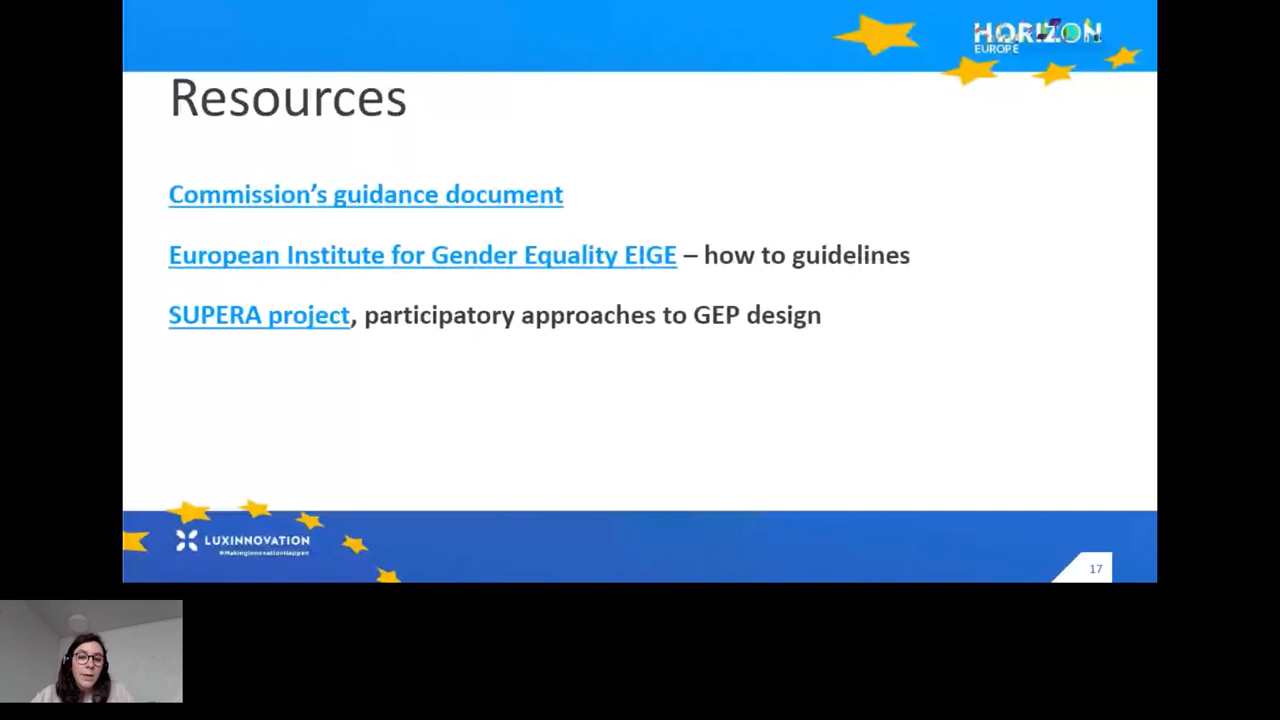 HORIZON
EUROPE
Resources
Commission's guidance document
European Institute for Gender Equality EIGE – how to guidelines
SUPERA project, participatory approaches to GEP design
LUXINNOVATION
#MakingInnovationHappen
17